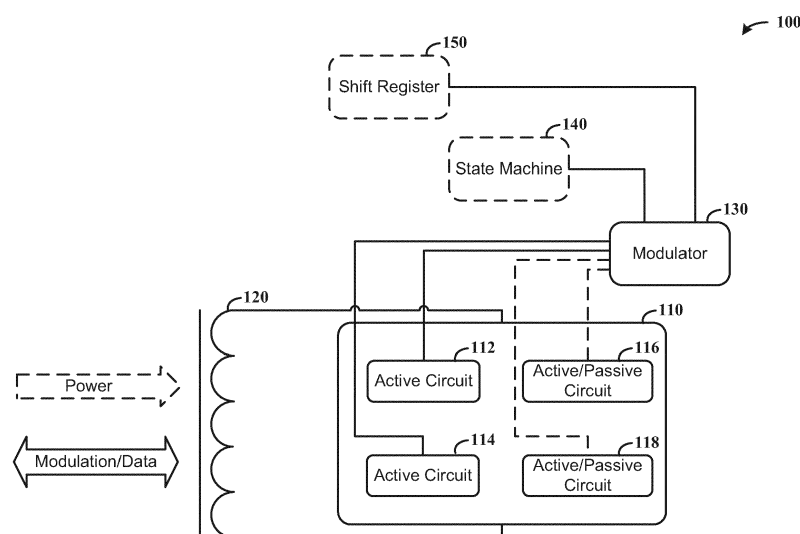 100
150
Shift Register
140
State Machine
130
Modulator
120
110
112
116
Active Circuit
Active/Passive
Circuit
Power
114
118
Modulation/Data
Active Circuit
Active/Passive
Circuit